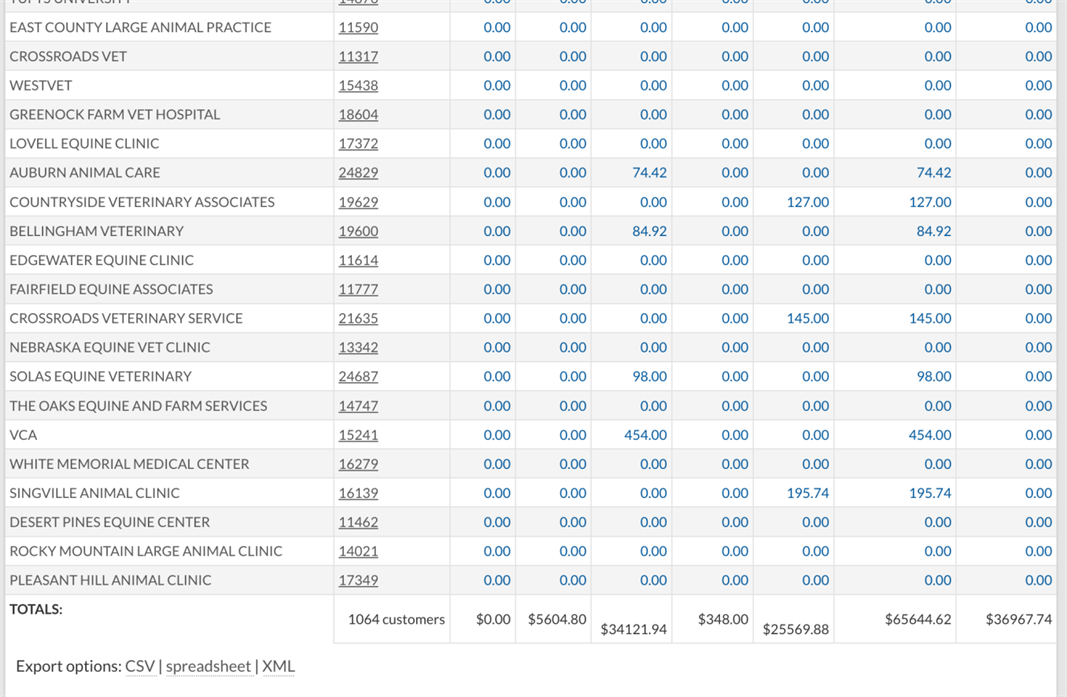 EAST COUNTY LARGE ANIMAL PRACTICE 11590 0.00 0.00 0.00 0.00 0.00 0.00 0.00
CROSSROADS VET 11317 0.00 0.00 0.00 0.00 0.00 0.00 0.00
WESTVET 15438 0.00 0.00 0.00 0.00 0.00 0.00 0.00
GREENOCK FARM VET HOSPITAL 18604 0.00 0.00 0.00 0.00 0.00 0.00 0.00
LOVELL EQUINE CLINIC 17372 0.00 0.00 0.00 0.00 0.00 0.00 0.00
AUBURN ANIMAL CARE 24829 0.00 0.00 74.42 0.00 0.00 74.42 0.00
COUNTRYSIDE VETERINARY ASSOCIATES 19629 0.00 0.00 0.00 0.00 127.00 127.00 0.00
BELLINGHAM VETERINARY 19600 0.00 0.00 84.92 0.00 0.00 84.92 0.00
EDGEWATER EQUINE CLINIC 11614 0.00 0.00 0.00 0.00 0.00 0.00 0.00
FAIRFIELD EQUINE ASSOCIATES 11777 0.00 0.00 0.00 0.00 0.00 0.00 0.00
CROSSROADS VETERINARY SERVICE 21635 0.00 0.00 0.00 0.00 145.00 145.00 0.00
NEBRASKA EQUINE VET CLINIC 13342 0.00 0.00 0.00 0.00 0.00 0.00 0.00
SOLAS EQUINE VETERINARY 24687 0.00 0.00 98.00 0.00 0.00 98.00 0.00
THE OAKS EQUINE AND FARM SERVICES 14747 0.00 0.00 0.00 0.00 0.00 0.00 0.00
VCA 15241 0.00 0.00 454.00 0.00 0.00 454.00 0.00
WHITE MEMORIAL MEDICAL CENTER 16279 0.00 0.00 0.00 0.00 0.00 0.00 0.00
SINGVILLE ANIMAL CLINIC 16139 0.00 0.00 0.00 0.00 195.74 195.74 0.00
DESERT PINES EQUINE CENTER 11462 0.00 0.00 0.00 0.00 0.00 0.00 0.00
ROCKY MOUNTAIN LARGE ANIMAL CLINIC 14021 0.00 0.00 0.00 0.00 0.00 0.00 0.00
PLEASANT HILL ANIMAL CLINIC 17349 0.00 0.00 0.00 0.00 0.00 0.00 0.00
TOTALS: 1064 customers $0.00 $5604.80 $34121.94 $348.00 $25569.88 $65644.62 $36967.74
Export options: CSV | spreadsheet | XML